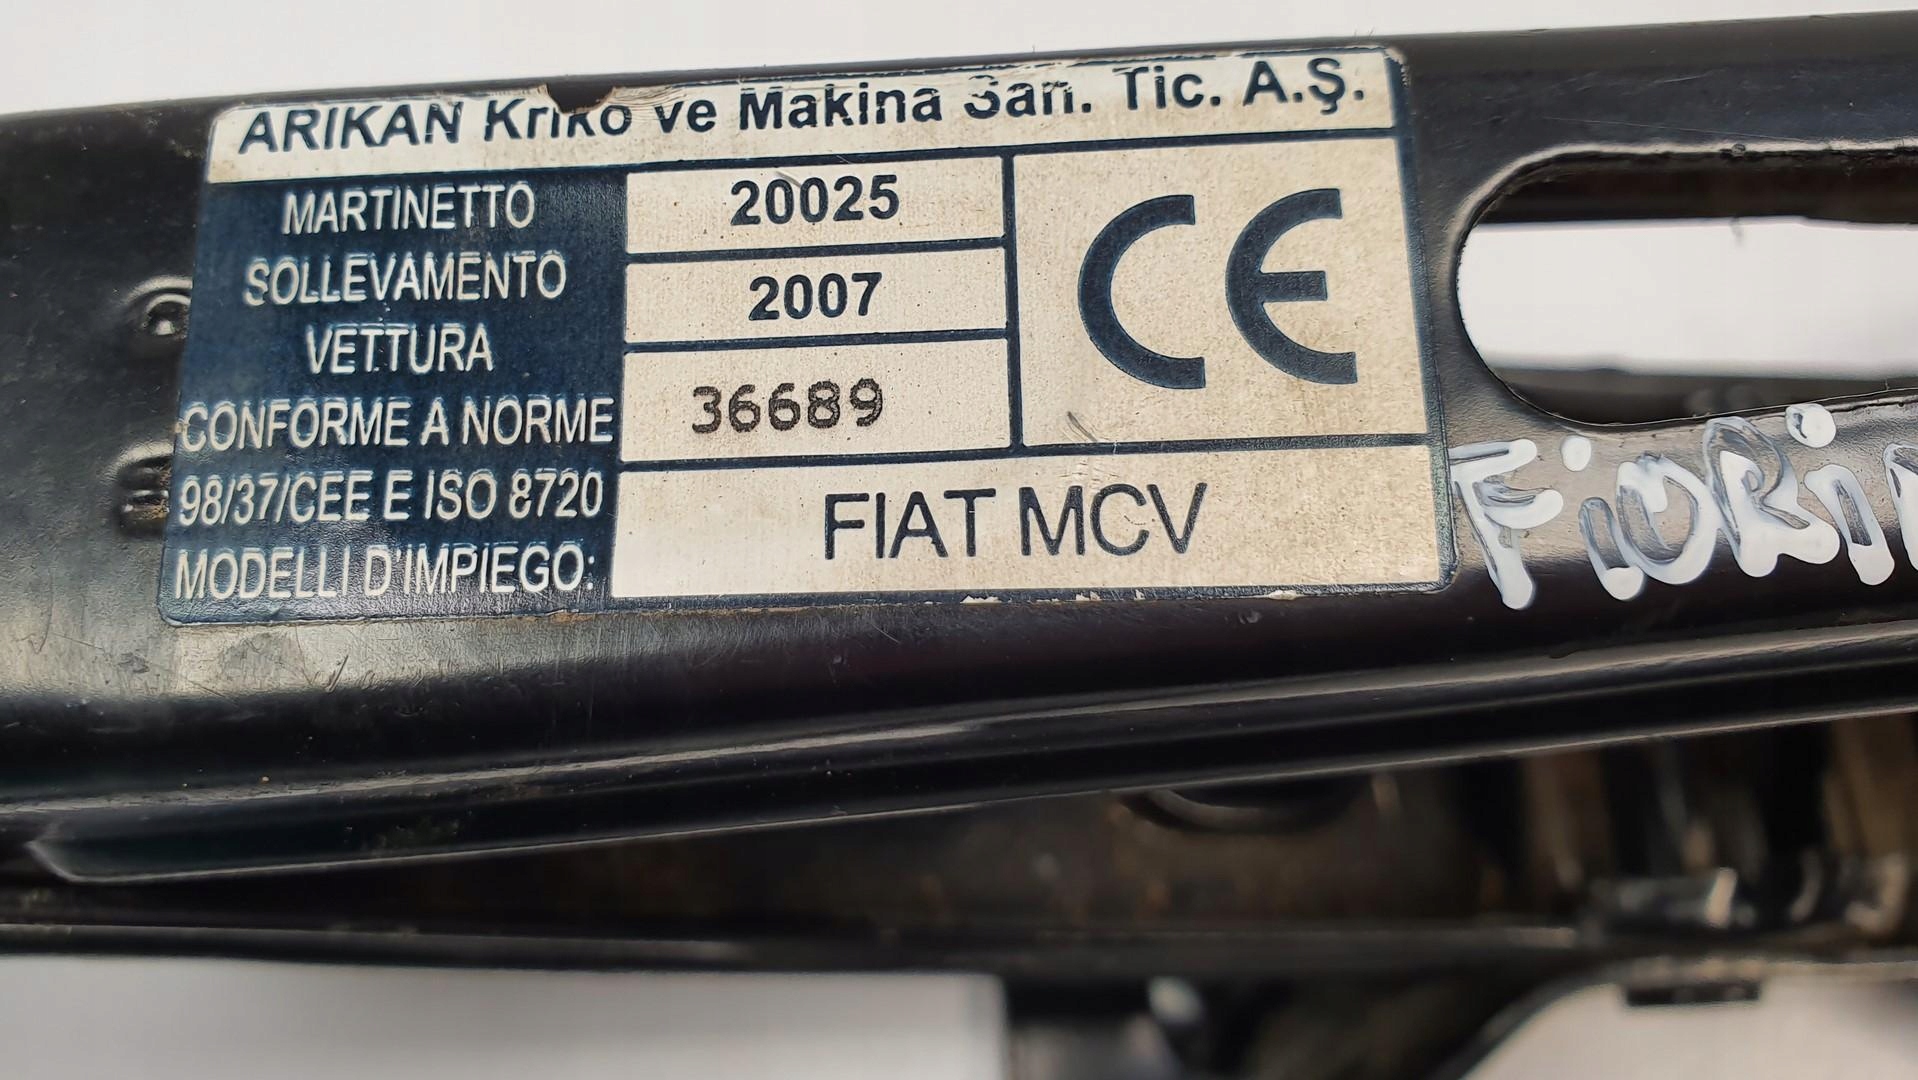 ARIKAN Kriko ve Makina San. Tic. A.Ş.
MARTINETTO
SOLLEVAMENTO
VETTURA
CONFORME A NORME
98/37/CEE E ISO 8720
MODELLI D'IMPIEGO:
20025
2007
36689
CE
FIAT MCV